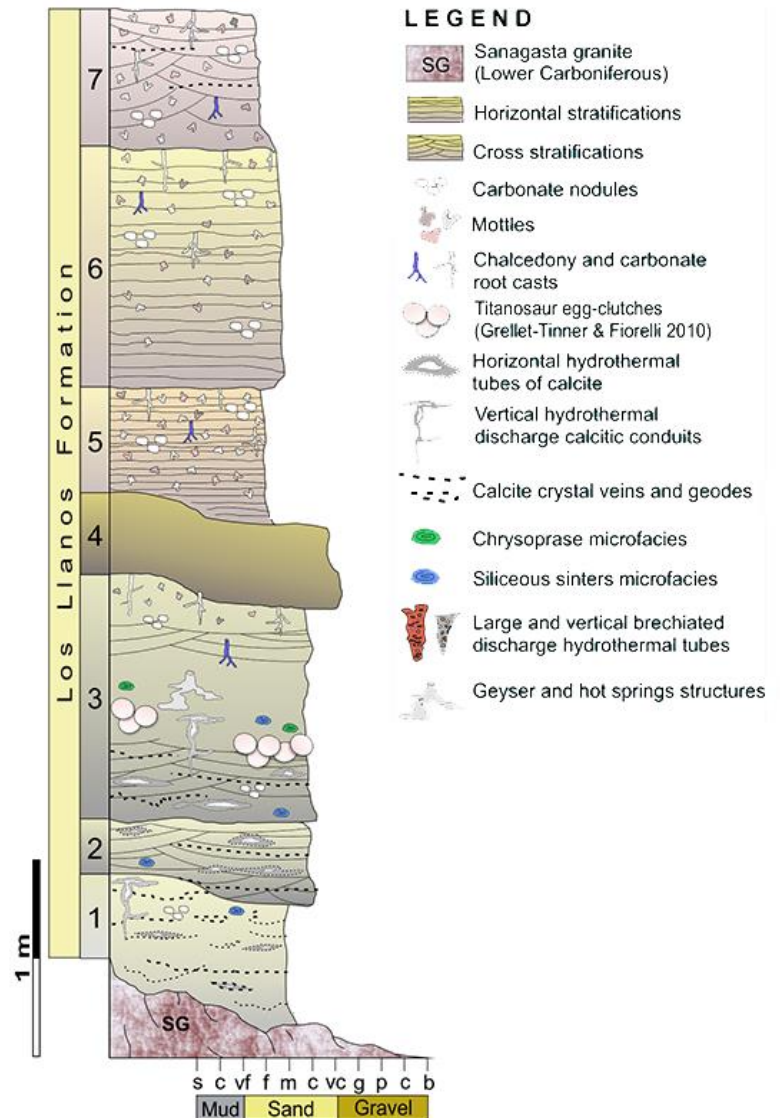 LEGEND
SG
Sanagasta granite
(Lower Carboniferous)
Horizontal stratifications
Cross stratifications
Carbonate nodules
Mottles
Chalcedony and carbonate
root casts
Titanosaur egg-clutches
(Grellet-Tinner & Fiorelli 2010)
Horizontal hydrothermal
tubes of calcite
Vertical hydrothermal
discharge calcitic conduits
Calcite crystal veins and geodes
Chrysoprase microfacies
Siliceous sinters microfacies
Large and vertical brechiated
discharge hydrothermal tubes
Geyser and hot springs structures
Los Llanos Formation
7
6
5
4
3
2
1
1 m
SG
s c vf f m c vc g p c b
Mud Sand Gravel